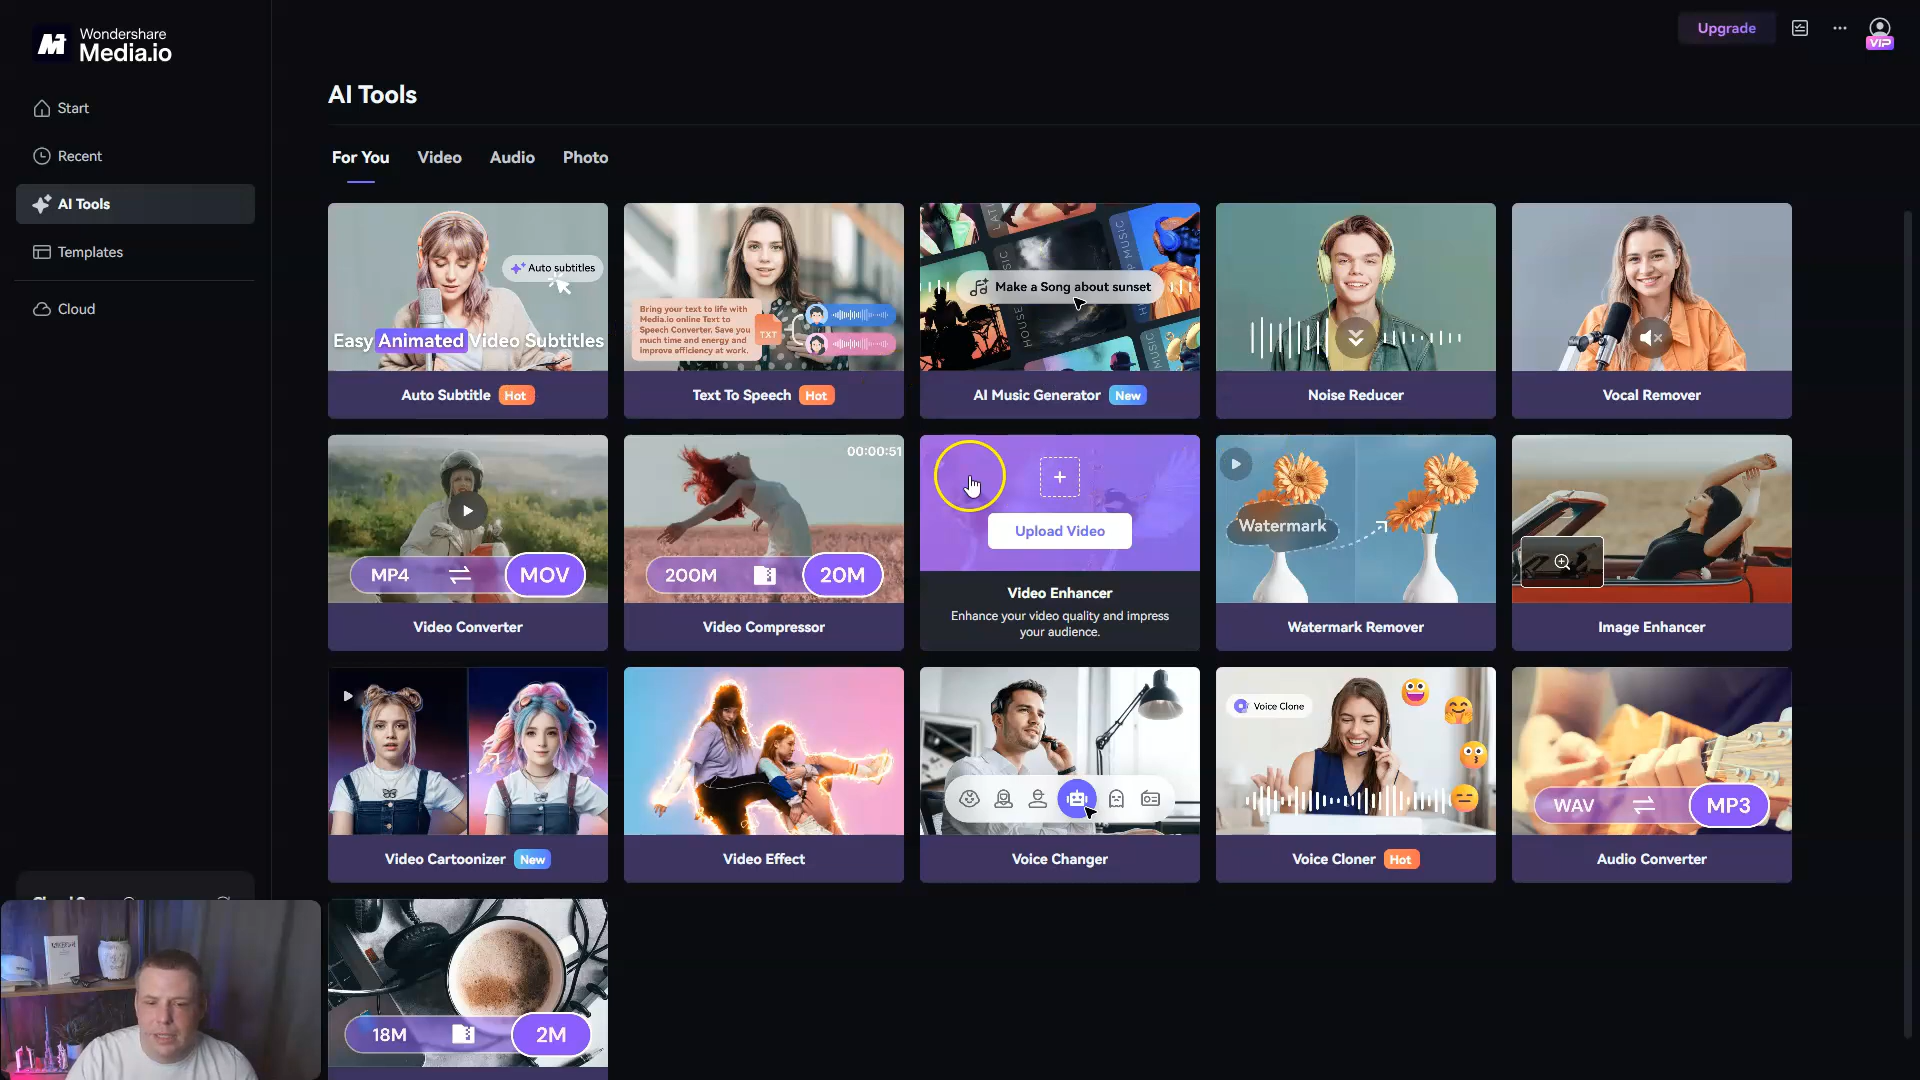 Wondershare
Media.io
Upgrade
VIP
Start
Recent
AI Tools
Templates
Cloud
AI Tools
For You
Video
Audio
Photo
Auto subtitles
Easy Animated Video Subtitles
Auto Subtitle Hot
Bring your text to life with
Media.io online Text to
Speech Converter. Save you
much time and energy and
improve efficiency at work.
TXT
Text To Speech Hot
MUSIC
HOUSE
MUSIC
Make a Song about sunset
AI Music Generator New
Noise Reducer
Vocal Remover
MP4
MOV
Video Converter
00:00:51
200M
20M
Video Compressor
Upload Video
Video Enhancer
Enhance your video quality and impress
your audience.
Watermark
Watermark Remover
Image Enhancer
Video Cartoonizer New
Video Effect
Voice Changer
Voice Clone
Voice Cloner Hot
WAV
MP3
Audio Converter
18M
2M